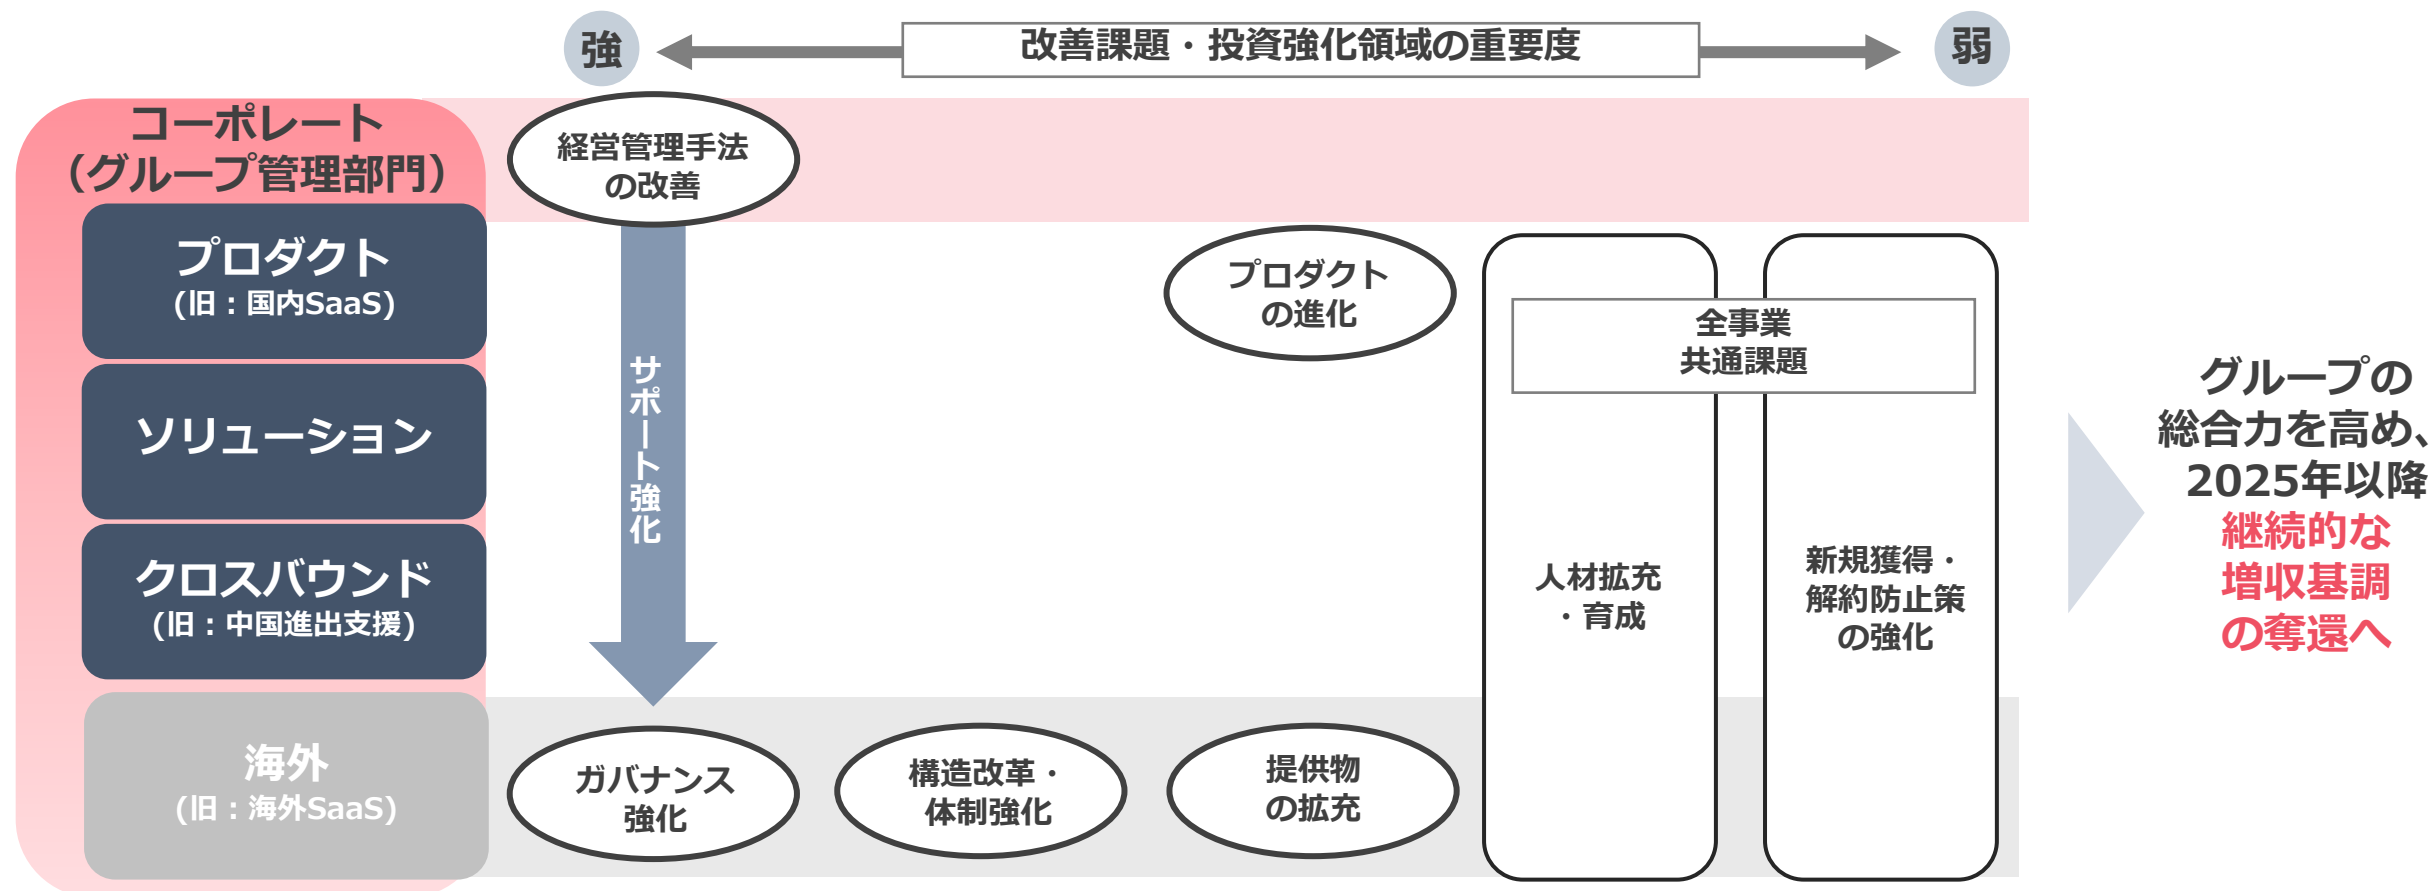 強
改善課題・投資強化領域の重要度
弱
コーポレート
（グループ管理部門）
経営管理手法
の改善
プロダクト
(旧：国内SaaS)
プロダクト
の進化
全事業
共通課題
サポート強化
ソリューション
クロスバウンド
(旧：中国進出支援)
人材拡充
・育成
新規獲得・
解約防止策
の強化
海外
(旧：海外SaaS)
ガバナンス
強化
構造改革・
体制強化
提供物
の拡充
グループの
総合力を高め、
2025年以降
継続的な
増収基調
の奪還へ